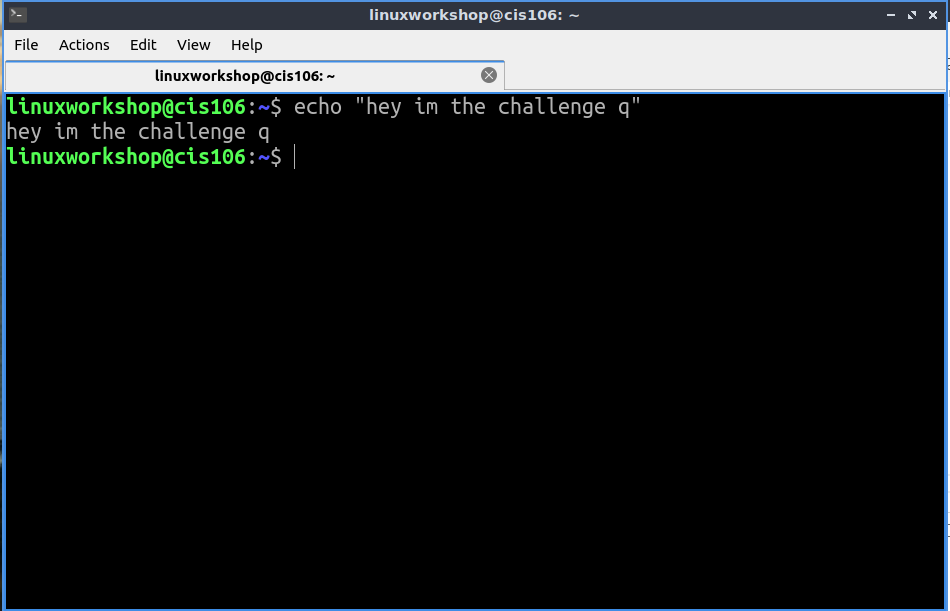 linuxworkshop@cis106: ~
File Actions Edit View Help
linuxworkshop@cis106: ~
linuxworkshop@cis106:~$ echo "hey im the challenge q"
hey im the challenge q
linuxworkshop@cis106:~$